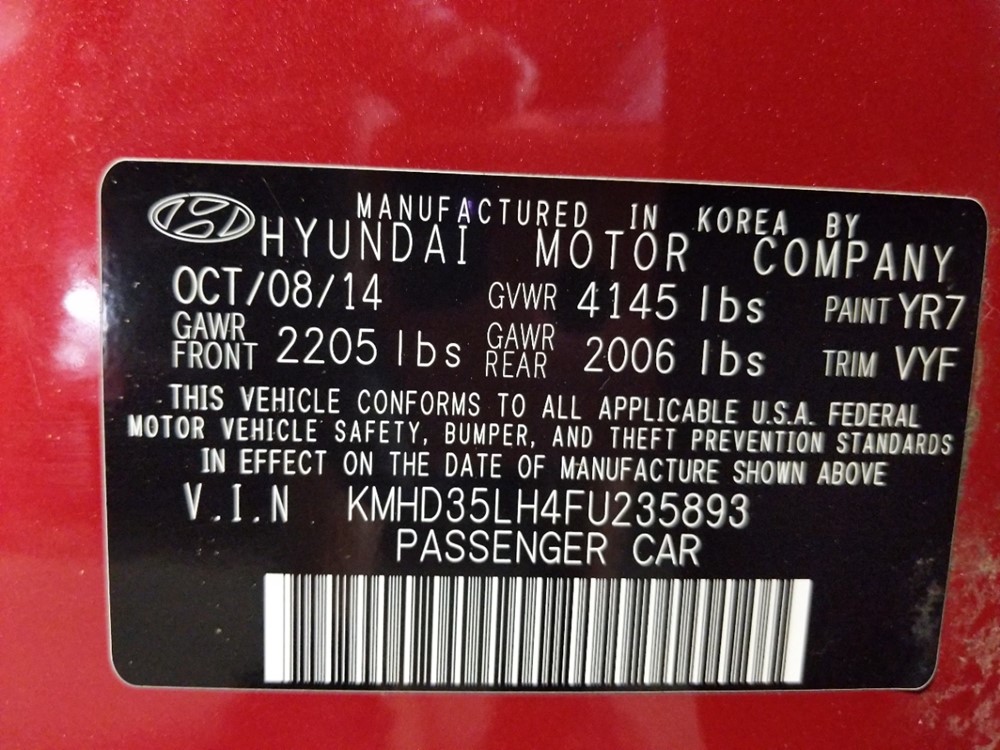 MANUFACTURED IN KOREA BY
HYUNDAI MOTOR COMPANY
OCT/08/14 GVWR 4145 lbs PAINT YR7
GAWR FRONT 2205 lbs GAWR REAR 2006 lbs TRIM VYF
THIS VEHICLE CONFORMS TO ALL APPLICABLE U.S.A. FEDERAL
MOTOR VEHICLE SAFETY, BUMPER, AND THEFT PREVENTION STANDARDS
IN EFFECT ON THE DATE OF MANUFACTURE SHOWN ABOVE
V.I.N KMHD35LH4FU235893
PASSENGER CAR